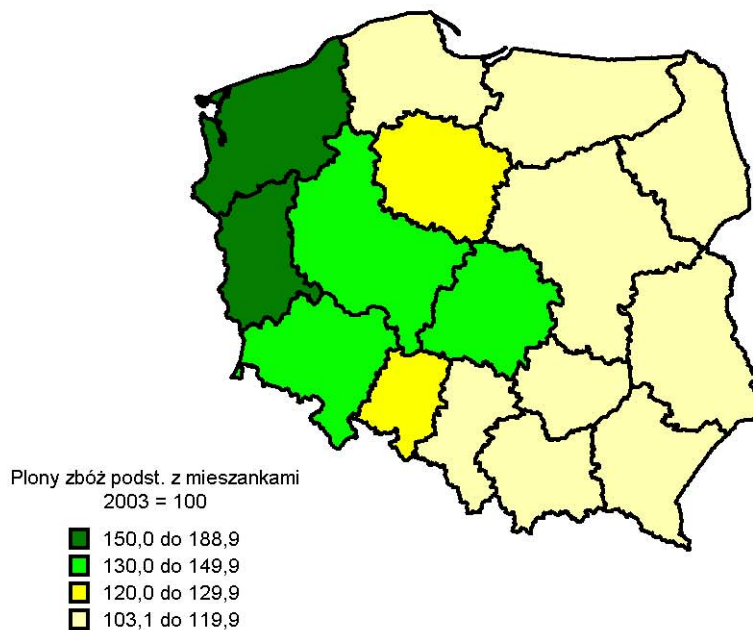 Plony zbóż podst. z mieszankami
2003 = 100
150,0 do 188,9
130,0 do 149,9
120,0 do 129,9
103,1 do 119,9